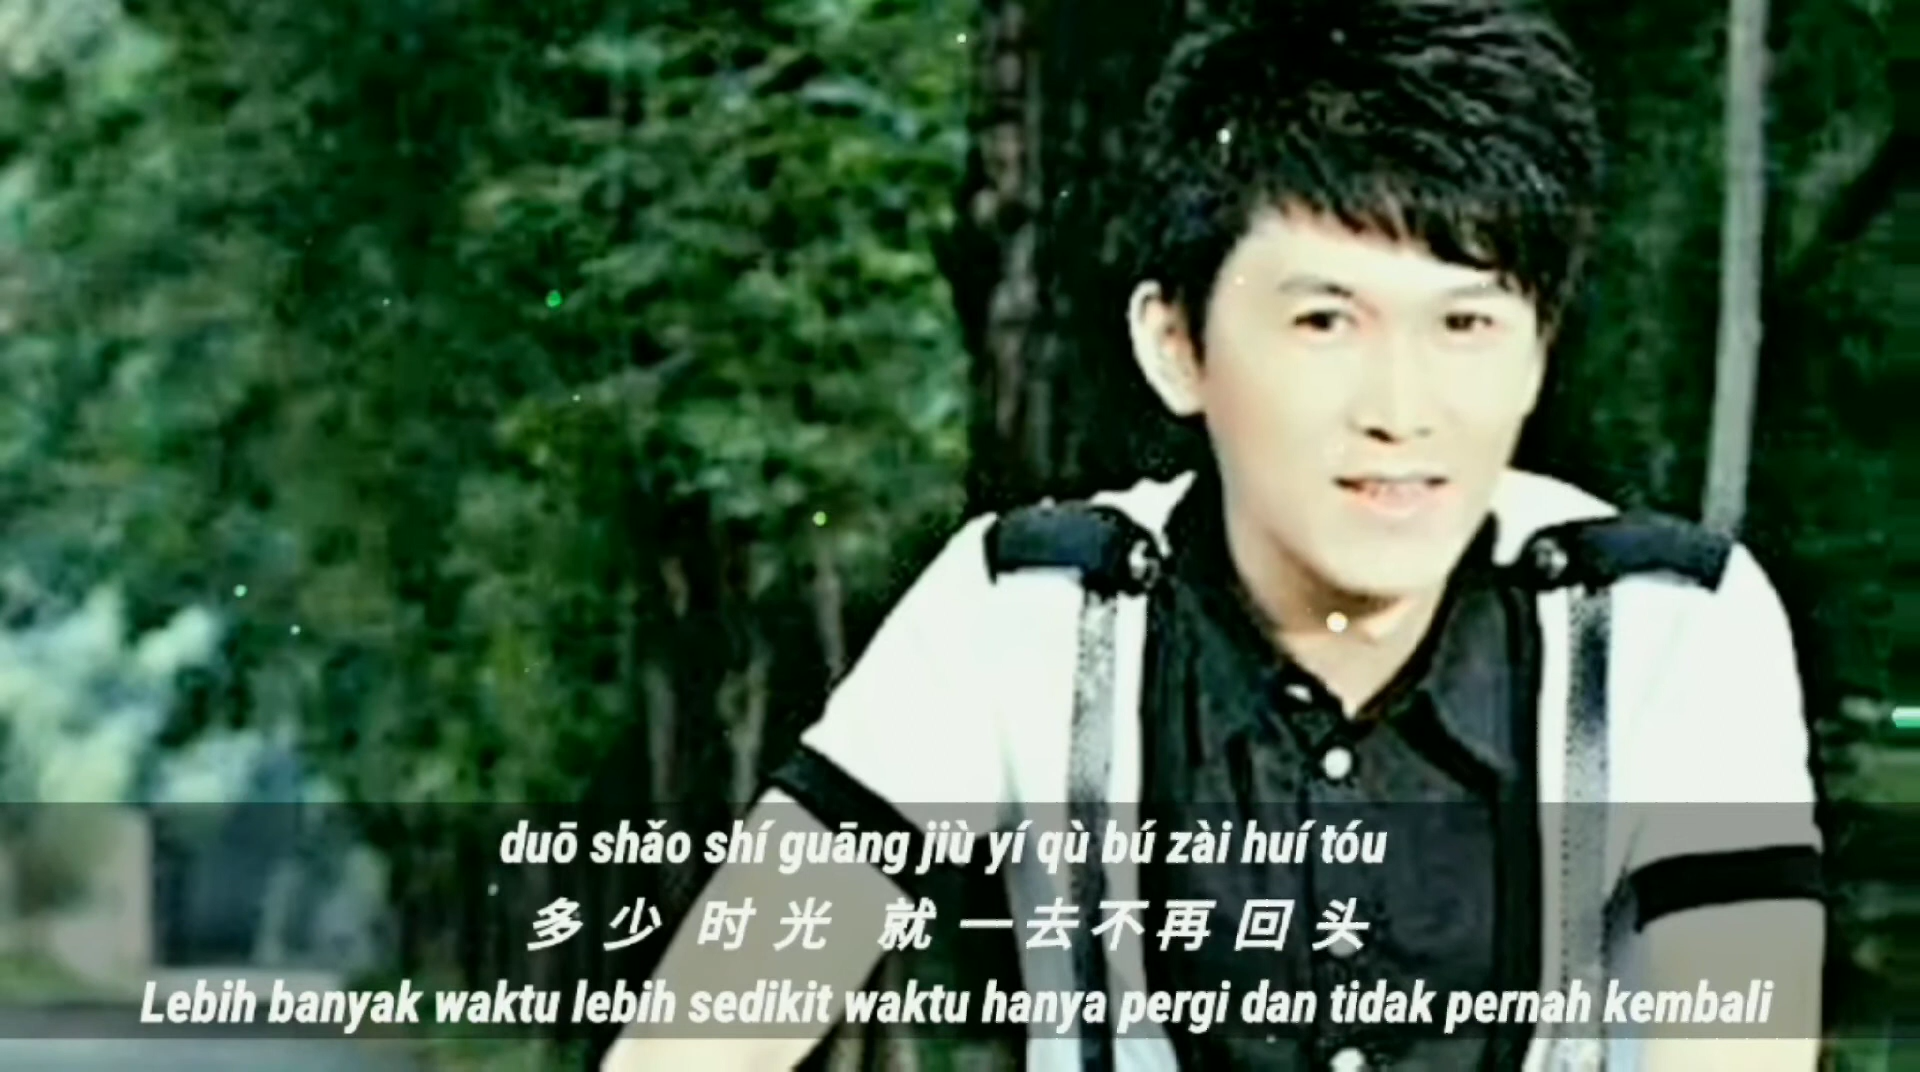 duō shǎo shí guāng jiù yí qù bú zài huí tóu
多少 时光 就一去不再回头
Lebih banyak waktu lebih sedikit waktu hanya pergi dan tidak pernah kembali